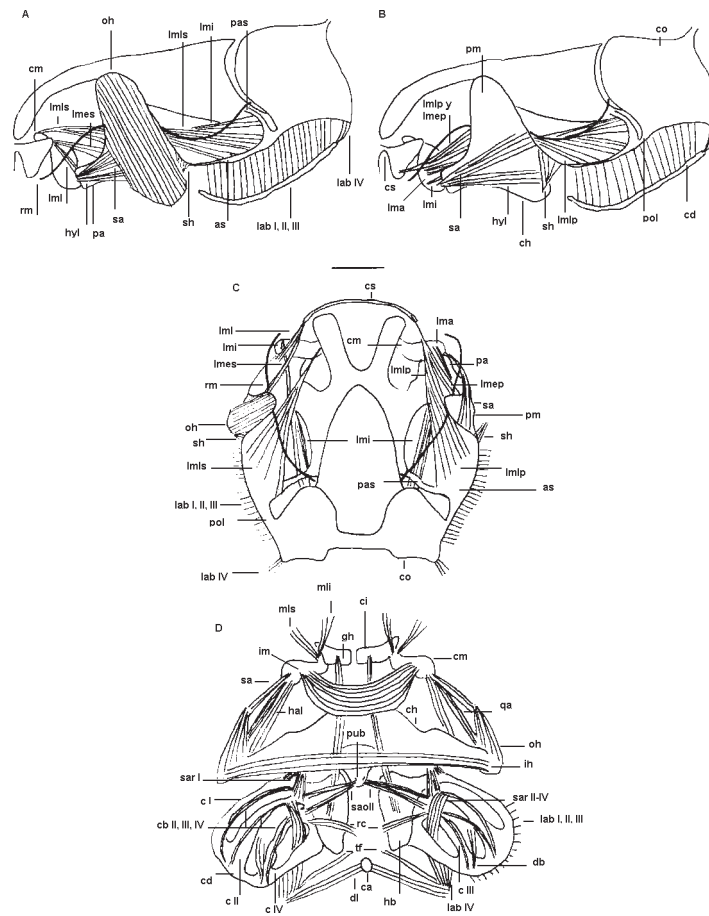 A
oh
lmls
lmi
pas
cm
lmls
lmes
rm
lml
hyl
pa
sa
sh
as
lab I, II, III
lab IV
B
pm
co
lmlp y
lmep
cs
lma
lmi
sa
hyl
ch
sh
lmlp
pol
cd
C
cs
lml
lmi
lmes
rm
oh
sh
lmls
lab I, II, III
pol
lab IV
cm
lmlp
lmi
pas
co
lma
pa
lmep
sa
pm
sh
lmlp
as
D
mli
mls
ci
gh
im
cm
sa
hal
ch
qa
oh
pub
ih
sar I
saoII
sar II-IV
c I
lab I, II, III
cb II, III, IV
rc
tf
cd
c II
c IV
dl
ca
hb
lab IV
c III
db